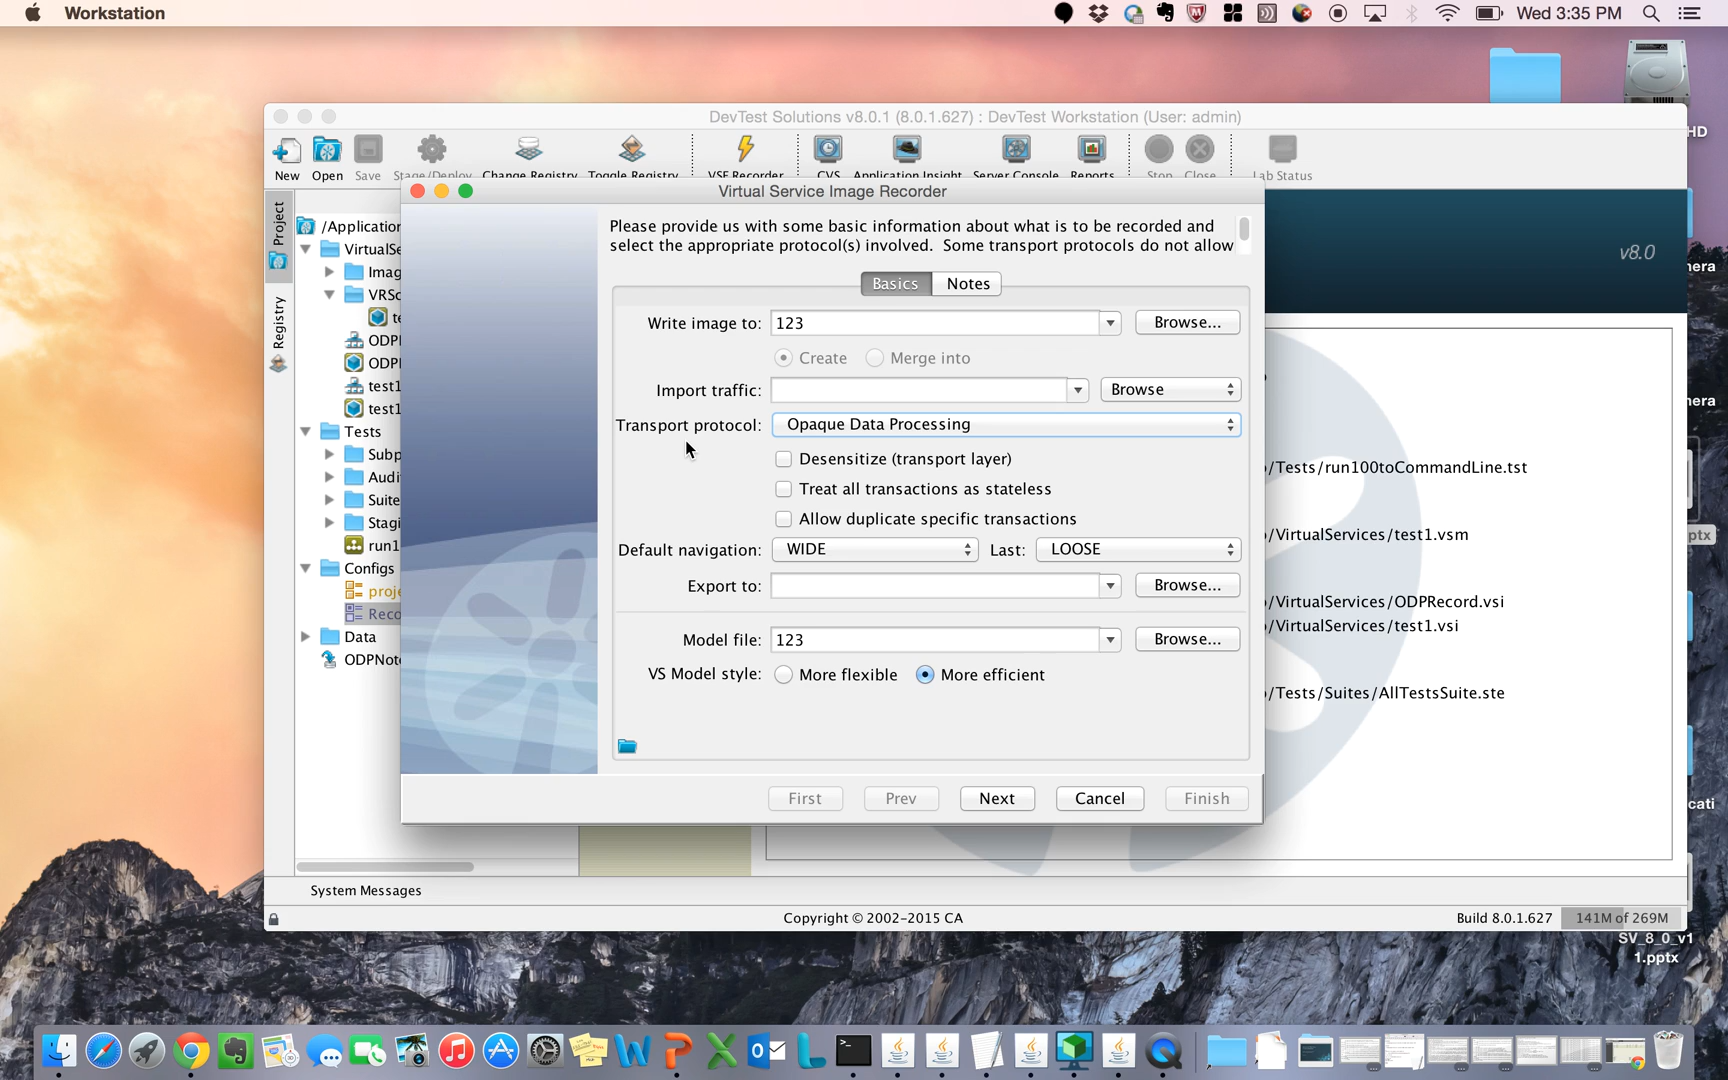 Workstation
Wed 3:35 PM
DevTest Solutions v8.0.1 (8.0.1.627) : DevTest Workstation (User: admin)
New Open Save Stage/Deploy Change Registry Toggle Registry VSE Recorder CVS Application Insight Server Console Reports Stop Close Lab Status
HD
Virtual Service Image Recorder
Project
Registry
/Application
VirtualSe
Imag
VRSc
te
ODPI
ODPI
test1
test1
Tests
Subp
Audi
Suite
Stagi
run1
Configs
proje
Reco
Data
ODPNote
Please provide us with some basic information about what is to be recorded and
select the appropriate protocol(s) involved. Some transport protocols do not allow
Basics Notes
Write image to: 123 Browse...
Create Merge into
Import traffic: Browse
Transport protocol: Opaque Data Processing
Desensitize (transport layer)
Treat all transactions as stateless
Allow duplicate specific transactions
Default navigation: WIDE Last: LOOSE
Export to: Browse...
Model file: 123 Browse...
VS Model style: More flexible More efficient
First Prev Next Cancel Finish
v8.0
/Tests/run100toCommandLine.tst
/VirtualServices/test1.vsm
/VirtualServices/ODPRecord.vsi
/VirtualServices/test1.vsi
/Tests/Suites/AllTestsSuite.ste
mera
mera
ptx
cati
System Messages
Copyright © 2002-2015 CA
Build 8.0.1.627 141M of 269M
SV_8_0_v1
1.pptx